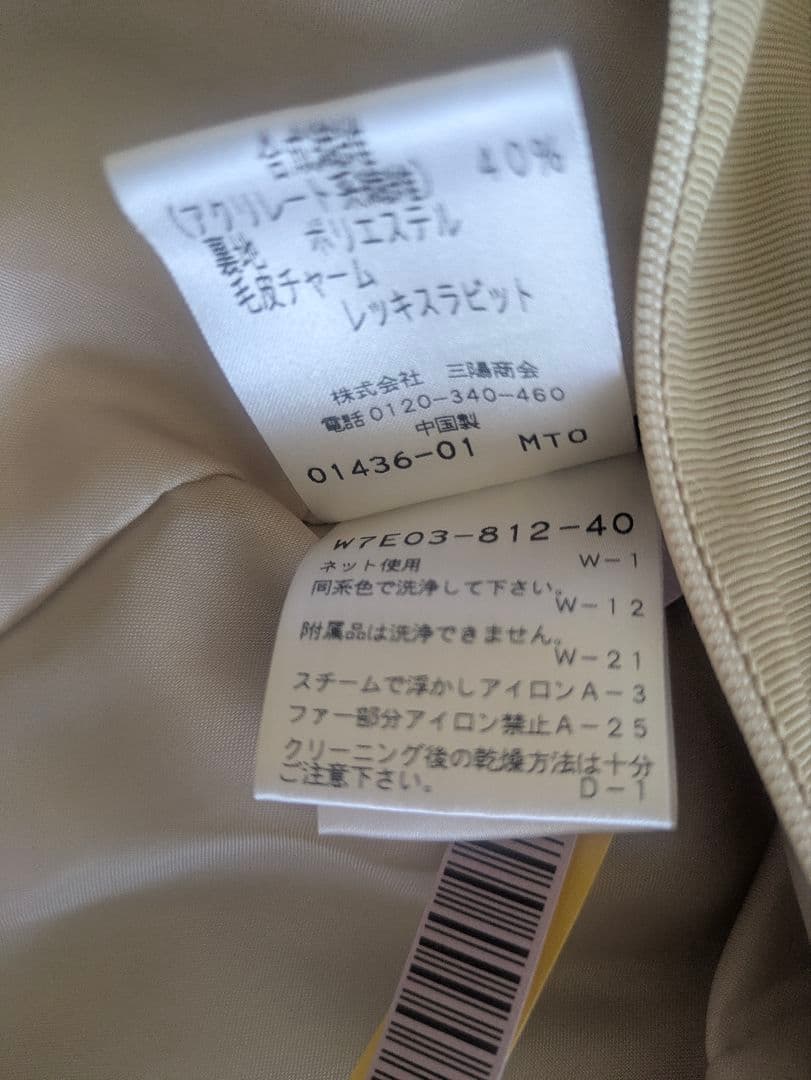 40%
(アクリレート系繊維)
裏地 ポリエステル
毛皮チャーム
レッキスラビット
株式会社 三陽商会
電話0120-340-460
中国製
01436-01 MTO
W7E03-812-40
ネット使用 W-1
同系色で洗浄して下さい。
W-12
附属品は洗浄できません。
W-21
スチームで浮かしアイロンA-3
ファー部分アイロン禁止A-25
クリーニング後の乾燥方法は十分
ご注意下さい。 D-1